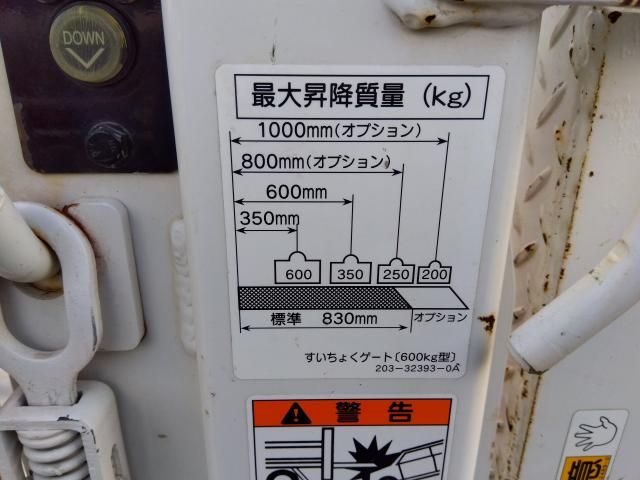 DOWN
最大昇降質量 (kg)
1000mm(オプション)
800mm(オプション)
600mm
350mm
600 350 250 200
標準 830mm オプション
すいちょくゲート〔600kg型〕
203-32393-0A
警告